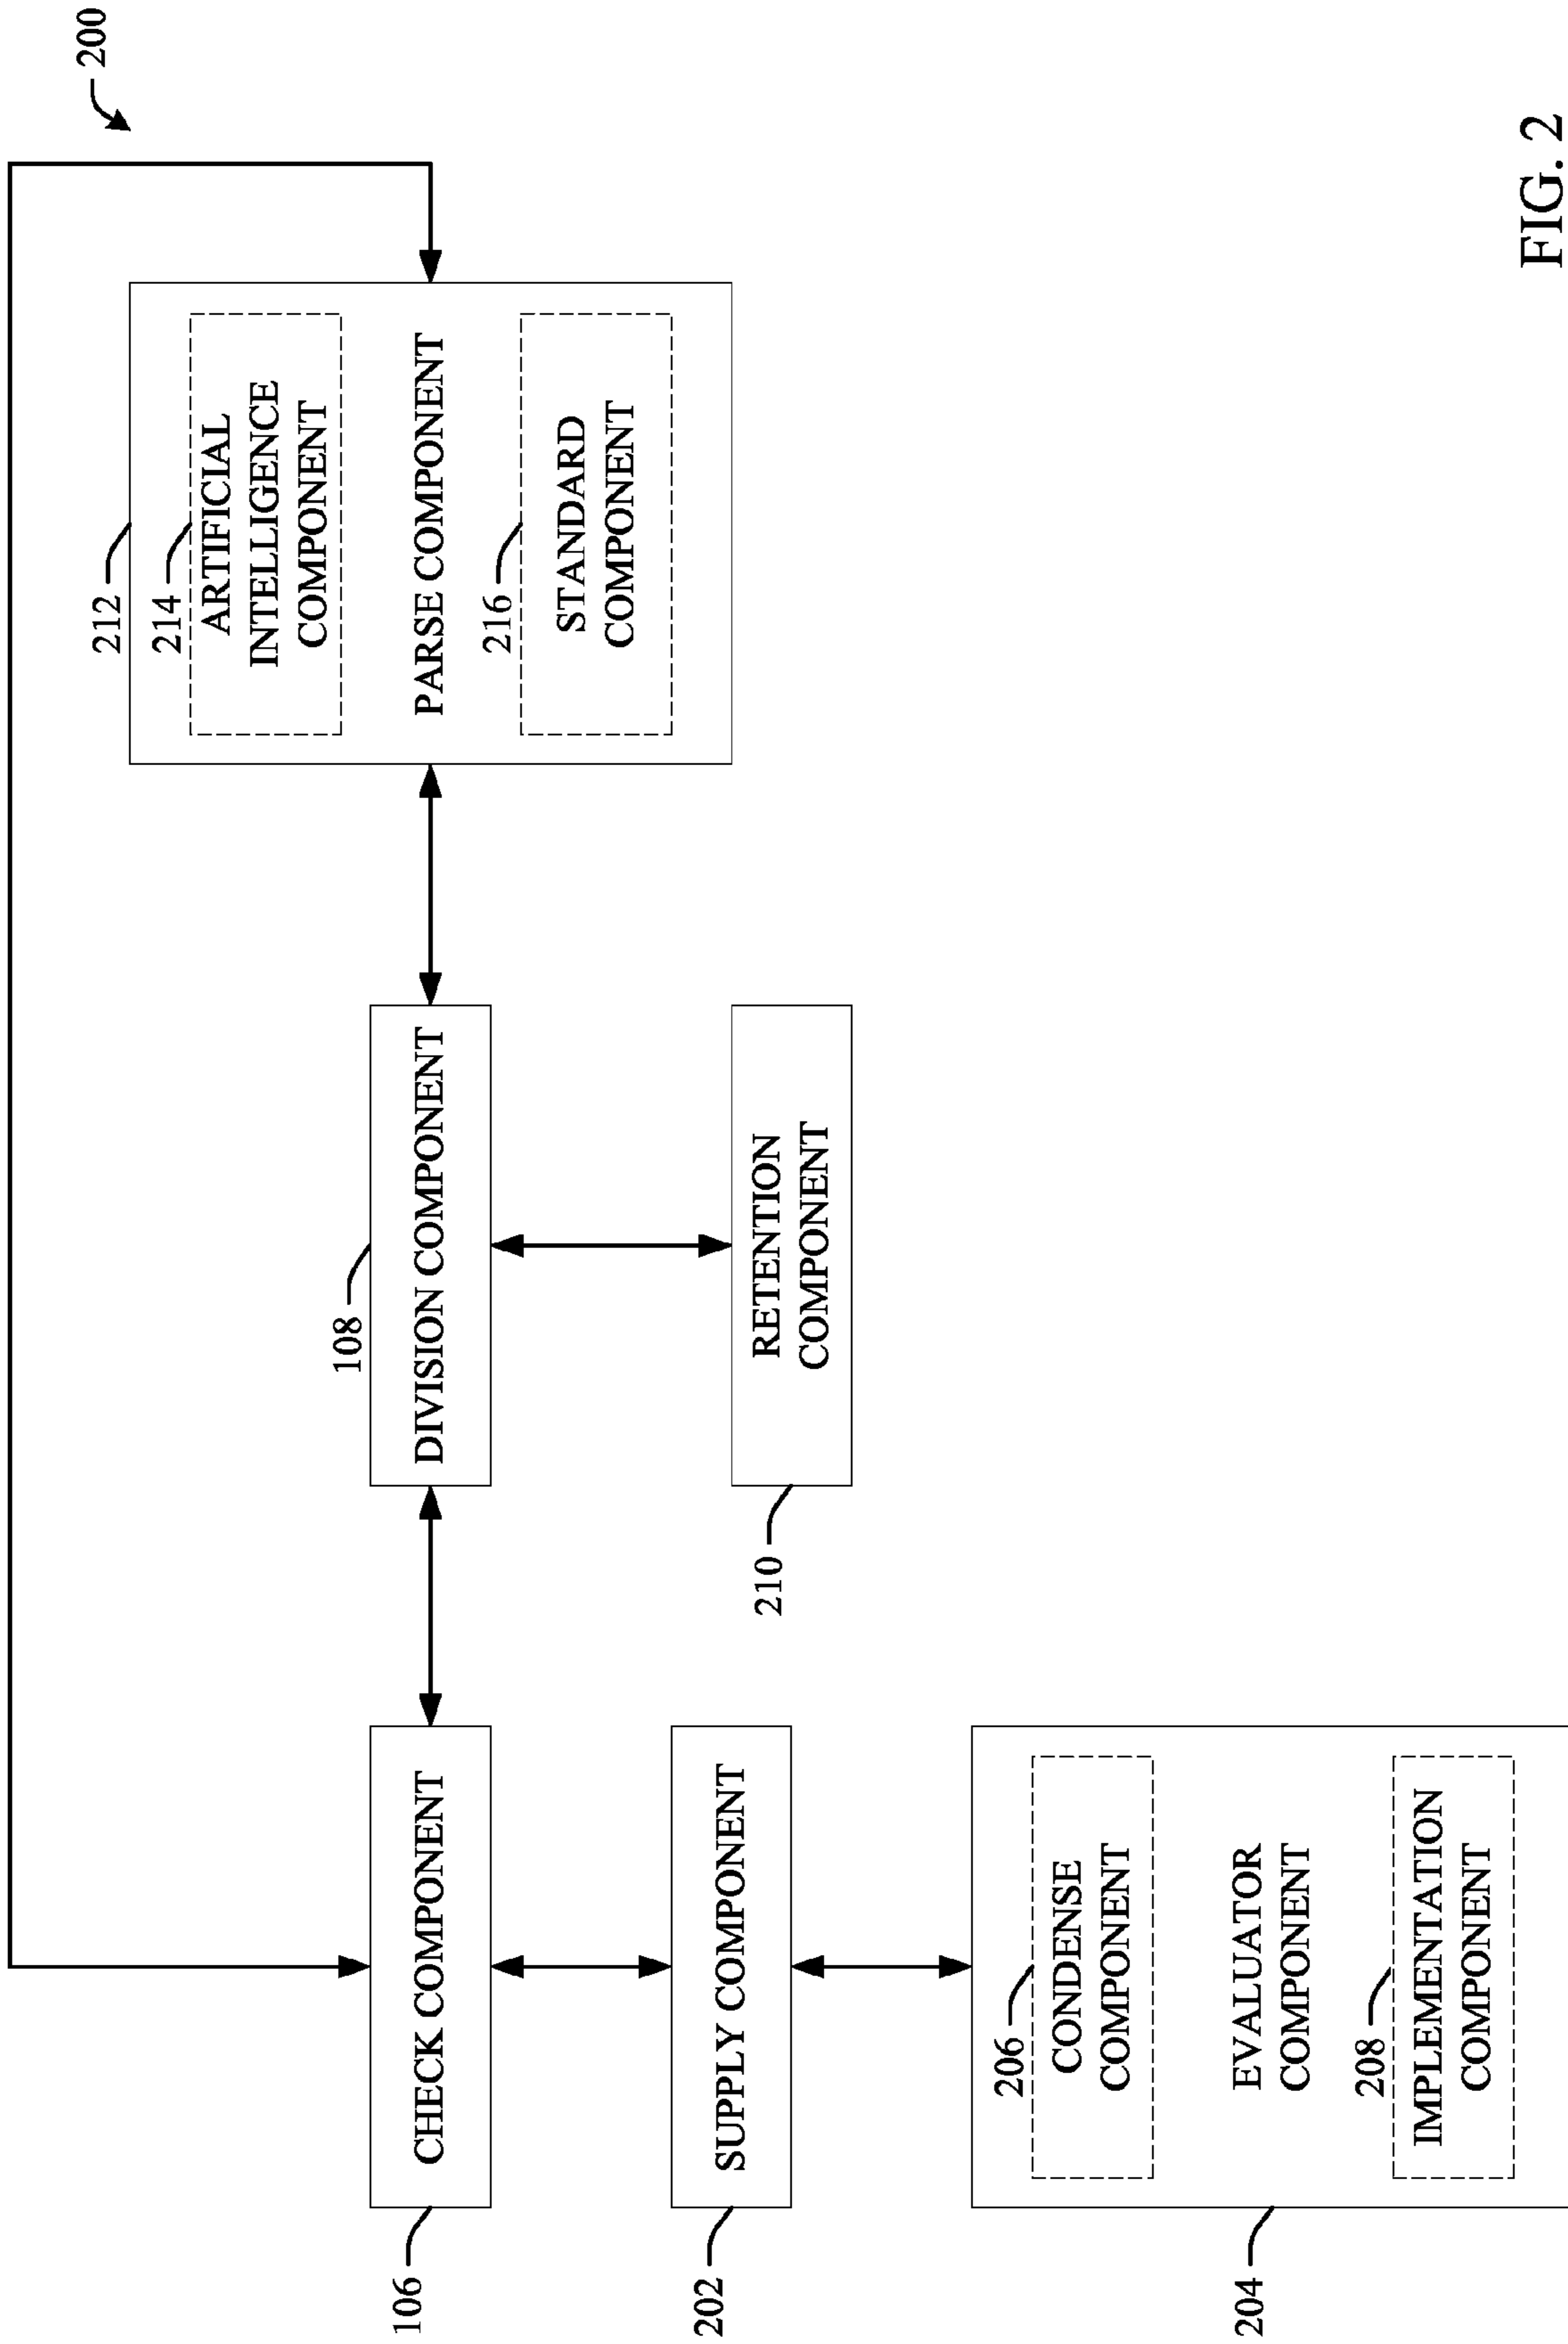 200
212
214
ARTIFICIAL
INTELLIGENCE
COMPONENT
PARSE COMPONENT
216
STANDARD
COMPONENT
108
DIVISION COMPONENT
RETENTION
COMPONENT
210
CHECK COMPONENT
106
SUPPLY COMPONENT
202
206
CONDENSE
COMPONENT
EVALUATOR
COMPONENT
208
IMPLEMENTATION
COMPONENT
204
FIG. 2